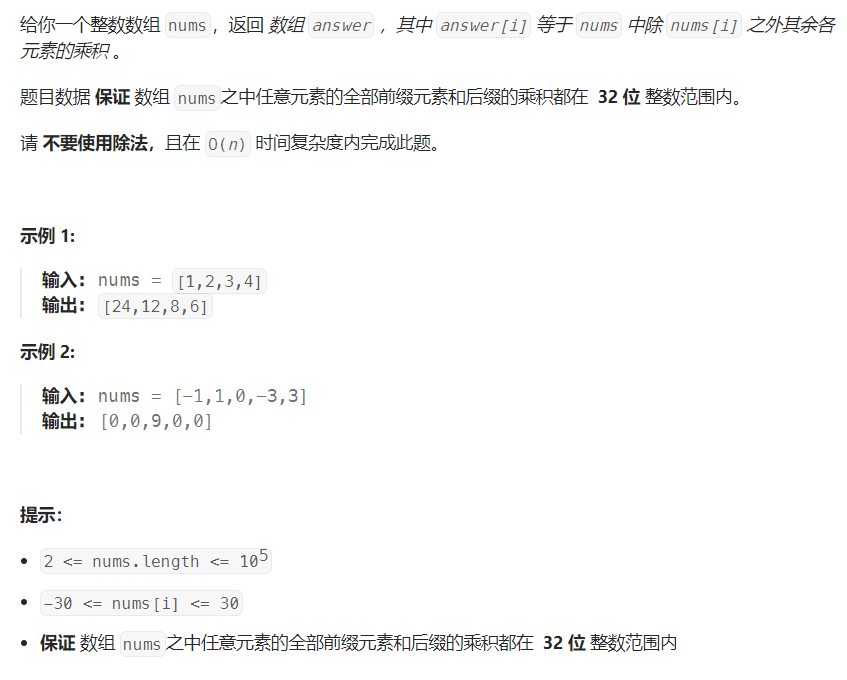 给你一个整数数组 nums，返回 数组 answer ，其中 answer[i] 等于 nums 中除 nums[i] 之外其余各
元素的乘积 。
题目数据 保证 数组 nums之中任意元素的全部前缀元素和后缀的乘积都在  32 位 整数范围内。
请 不要使用除法，且在 O(n) 时间复杂度内完成此题。
示例 1:
输入: nums = [1,2,3,4]
输出: [24,12,8,6]
示例 2:
输入: nums = [-1,1,0,-3,3]
输出: [0,0,9,0,0]
提示：
• 2 <= nums.length <= 10⁵
• -30 <= nums[i] <= 30
• 保证 数组 nums之中任意元素的全部前缀元素和后缀的乘积都在  32 位 整数范围内